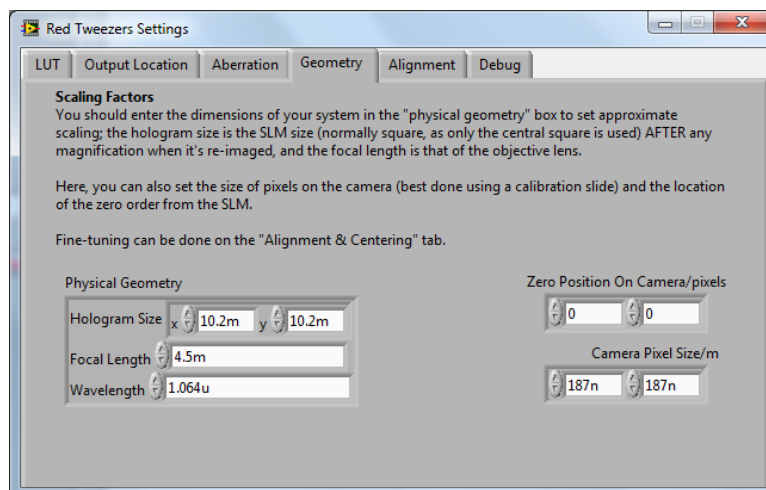 Red Tweezers Settings
LUT Output Location Aberration Geometry Alignment Debug
Scaling Factors
You should enter the dimensions of your system in the "physical geometry" box to set approximate
scaling; the hologram size is the SLM size (normally square, as only the central square is used) AFTER any
magnification when it's re-imaged, and the focal length is that of the objective lens.
Here, you can also set the size of pixels on the camera (best done using a calibration slide) and the location
of the zero order from the SLM.
Fine-tuning can be done on the "Alignment & Centering" tab.
Physical Geometry
Hologram Size x 10.2m y 10.2m
Focal Length 4.5m
Wavelength 1.064u
Zero Position On Camera/pixels
0 0
Camera Pixel Size/m
187n 187n